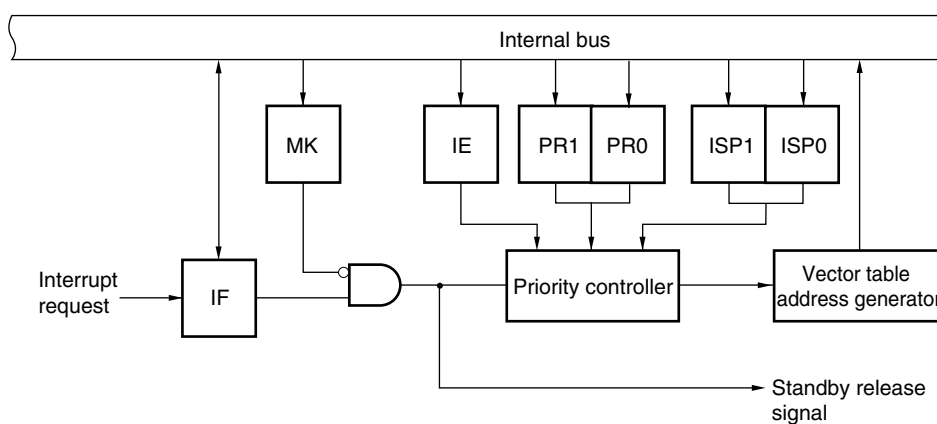 Internal bus
MK
IE
PR1
PR0
ISP1
ISP0
Interrupt
request
IF
Priority controller
Vector table
address generator
Standby release
signal